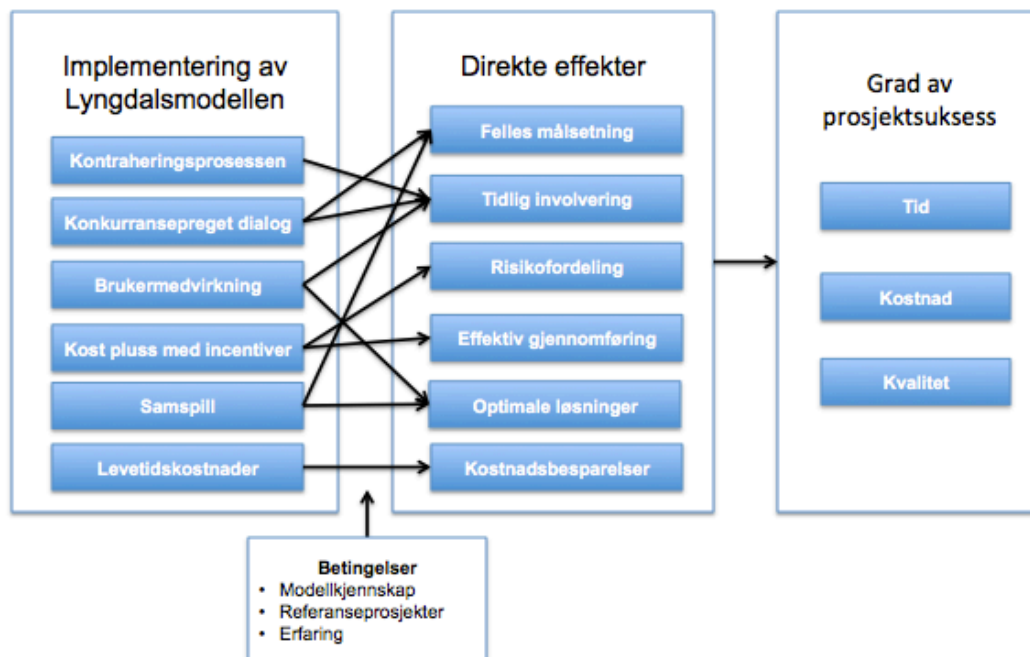 Implementering av
Lyngdalsmodellen
Kontraheringsprosessen
Konkurransepreget dialog
Brukermedvirkning
Kost pluss med incentiver
Samspill
Levetidskostnader
Direkte effekter
Felles målsetning
Tidlig involvering
Risikofordeling
Effektiv gjennomføring
Optimale løsninger
Kostnadsbesparelser
Grad av
prosjektsuksess
Tid
Kostnad
Kvalitet
Betingelser
• Modellkjennskap
• Referanseprosjekter
• Erfaring